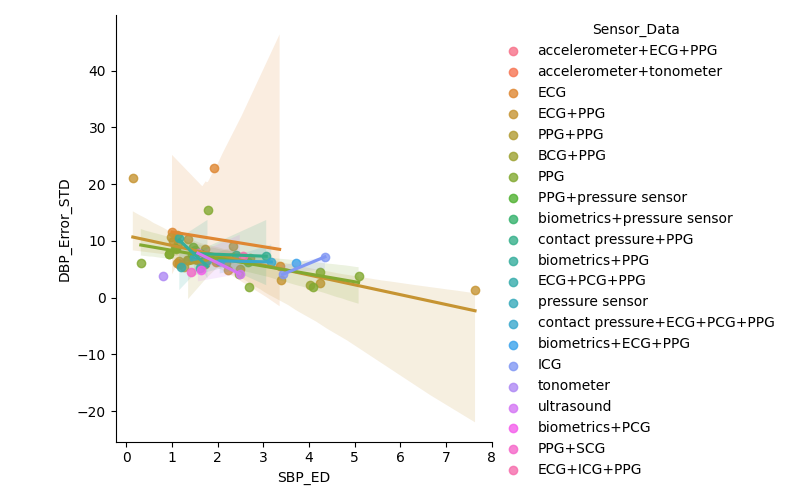 Sensor_Data
accelerometer+ECG+PPG
accelerometer+tonometer
ECG
ECG+PPG
PPG+PPG
BCG+PPG
PPG
PPG+pressure sensor
biometrics+pressure sensor
contact pressure+PPG
biometrics+PPG
ECG+PCG+PPG
pressure sensor
contact pressure+ECG+PCG+PPG
biometrics+ECG+PPG
ICG
tonometer
ultrasound
biometrics+PCG
PPG+SCG
ECG+ICG+PPG
DBP_Error_STD
40
30
20
10
0
−10
−20
0 1 2 3 4 5 6 7 8
SBP_ED